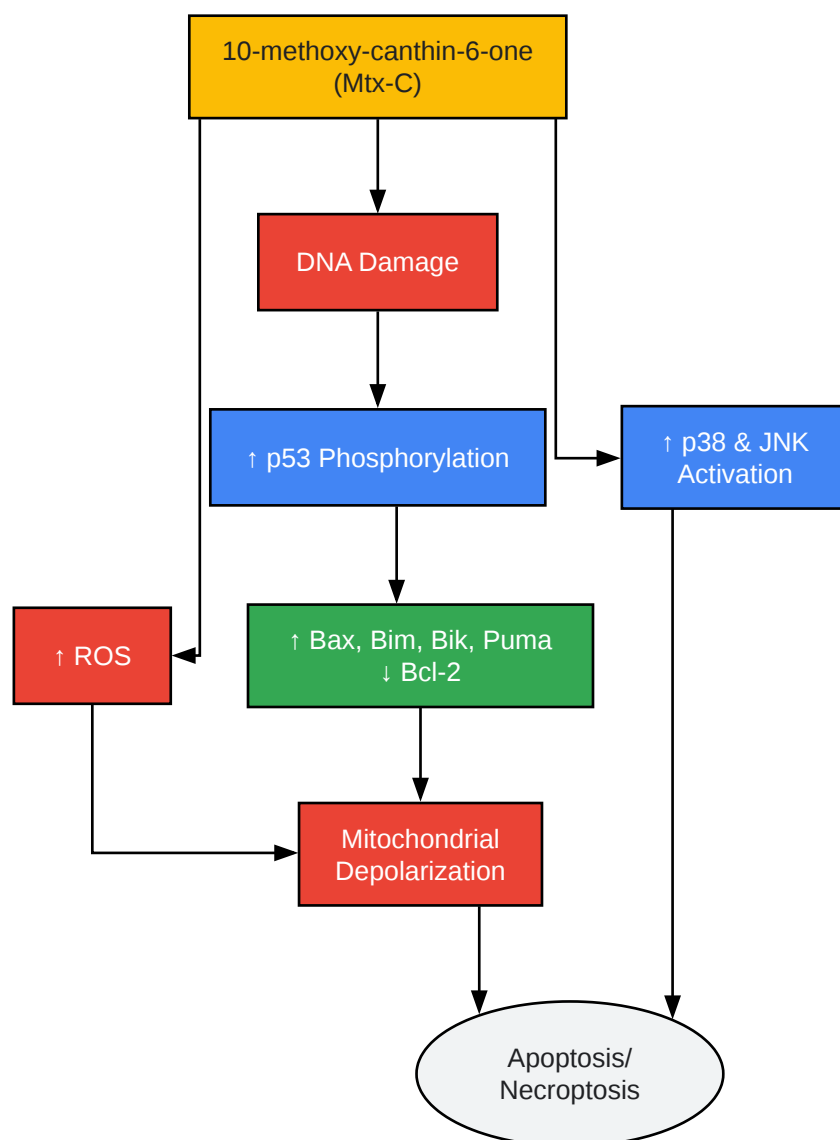 10-methoxy-canthin-6-one
(Mtx-C)
DNA Damage
↑ p53 Phosphorylation
↑ p38 & JNK
Activation
↑ ROS
↑ Bax, Bim, Bik, Puma
↓ Bcl-2
Mitochondrial
Depolarization
Apoptosis/
Necroptosis